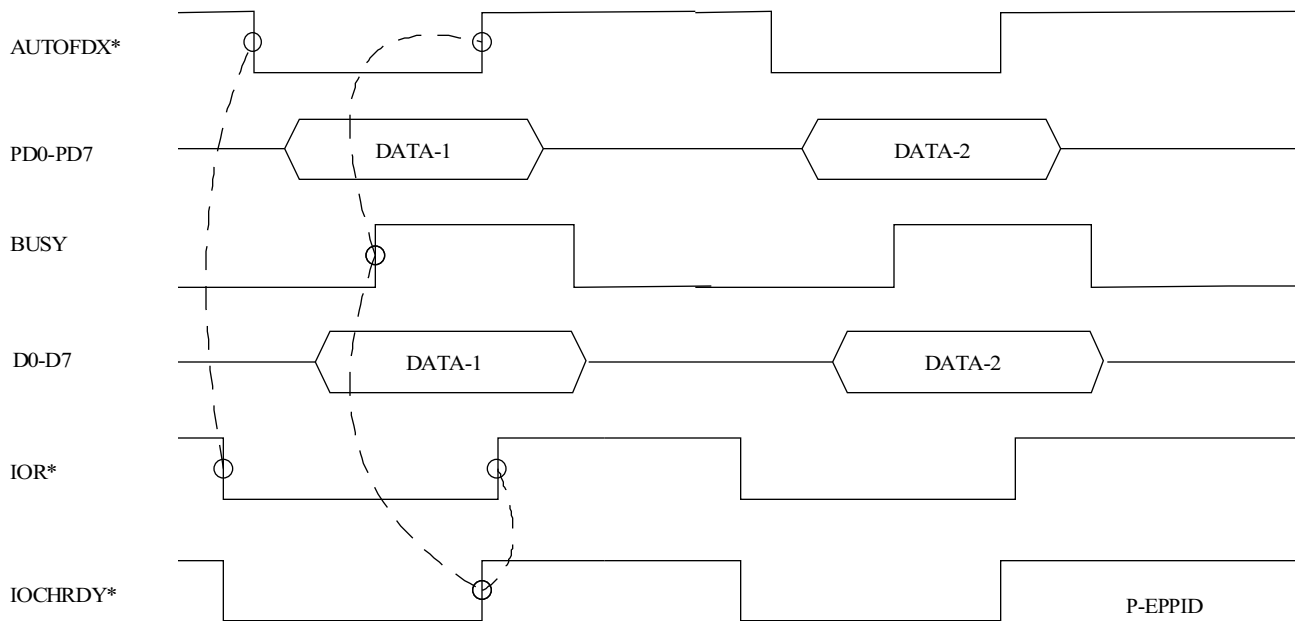 AUTOFDX*
PD0-PD7
DATA-1
DATA-2
BUSY
D0-D7
DATA-1
DATA-2
IOR*
IOCHRDY*
P-EPPID